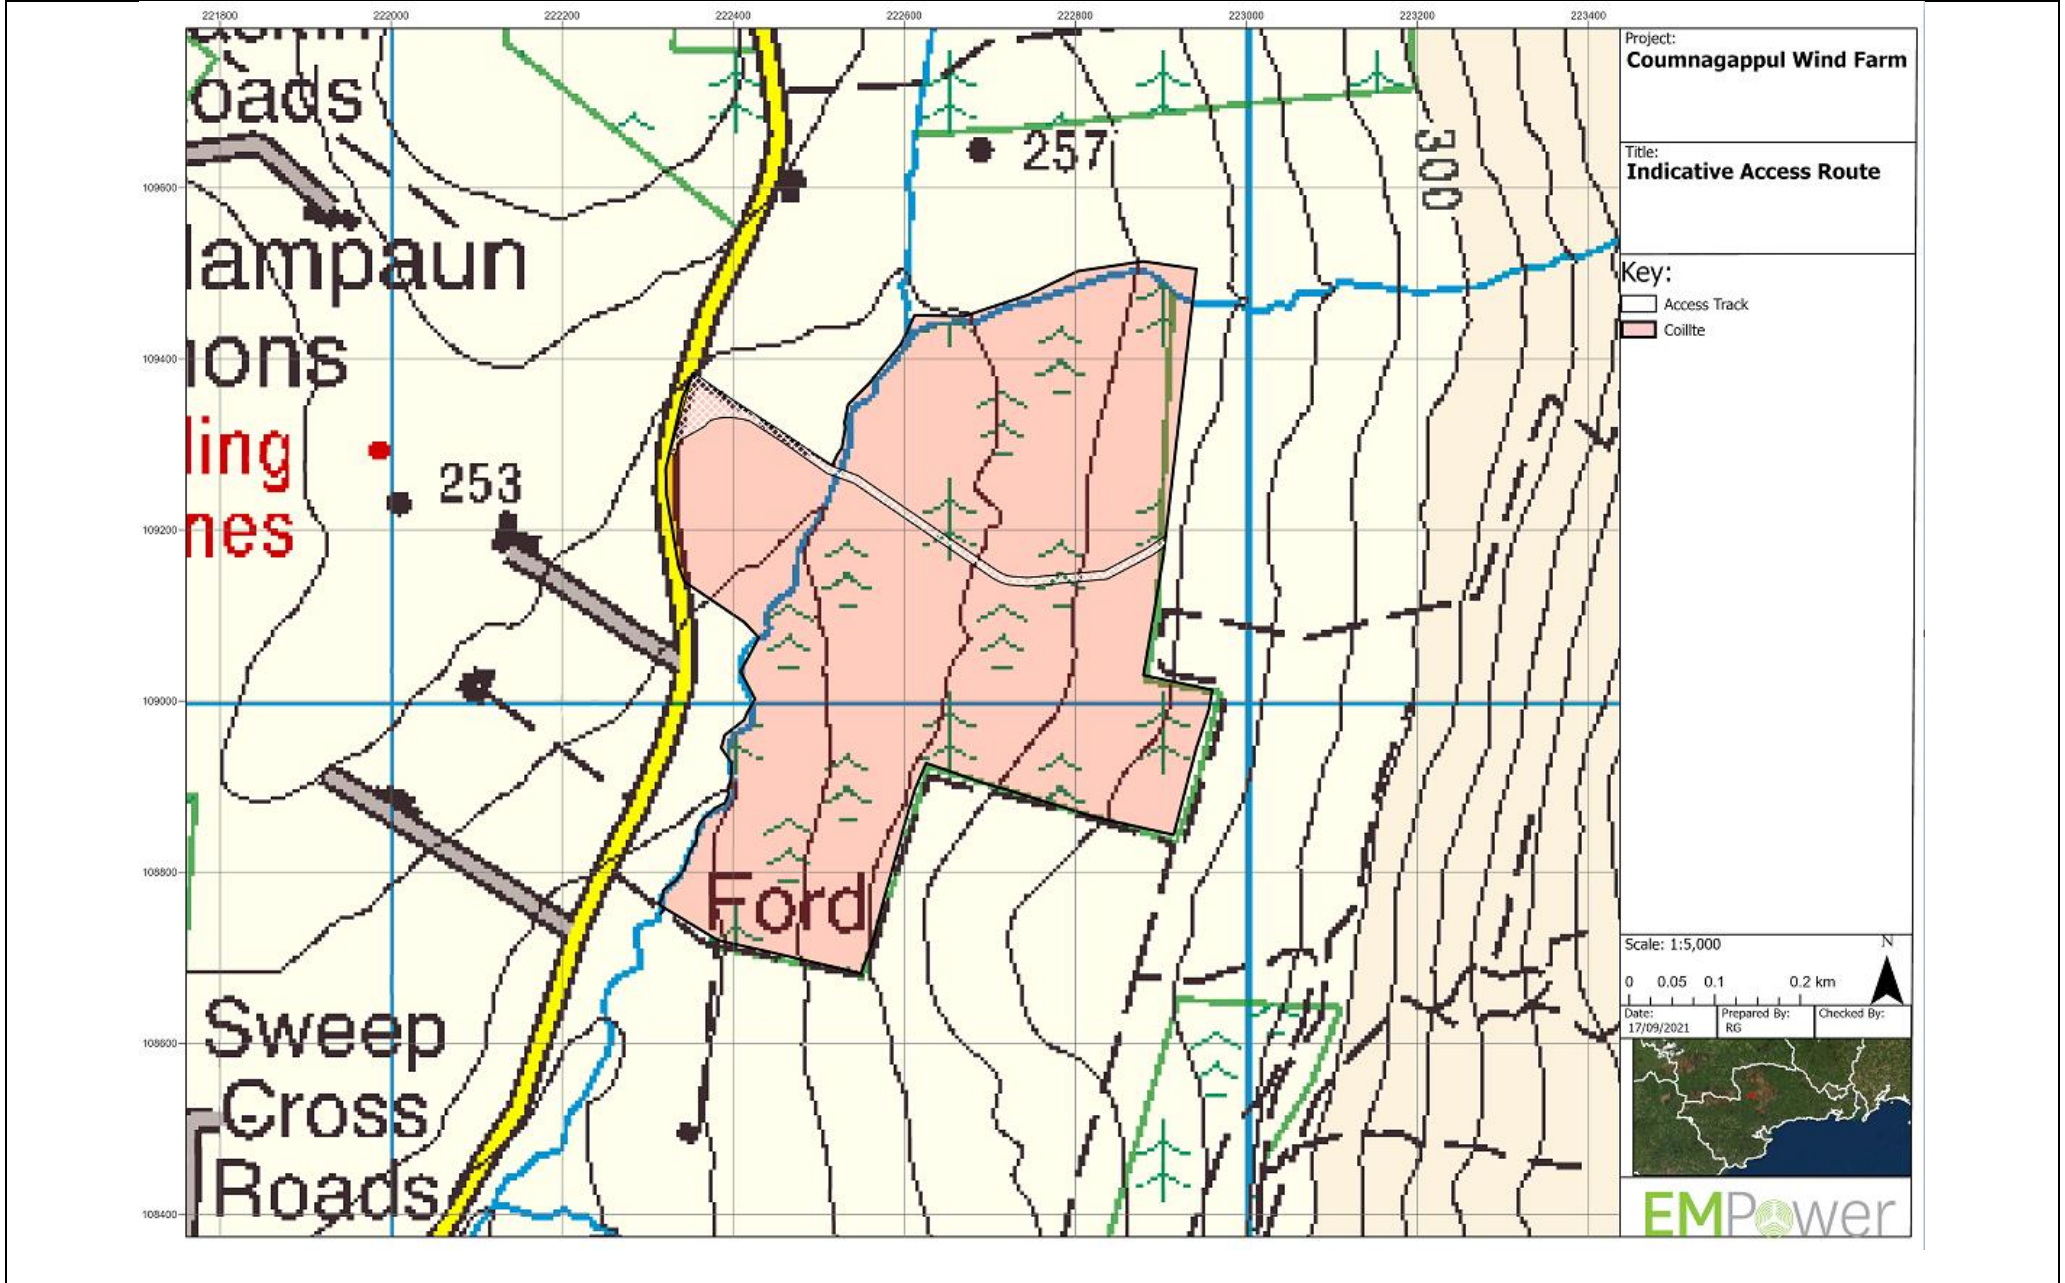 221800 222000 222200 222400 222600 222800 223000 223200 223400
Project:
Coumnagappul Wind Farm
oads
257
Title:
Indicative Access Route
300
109600
lampaun
Key:
Access Track
Coillte
ions
109400
ling
253
109200
nes
109000
108800
Ford
Scale: 1:5,000
N
0 0.05 0.1 0.2 km
Sweep
Date:
17/09/2021
Prepared By:
RG
Checked By:
108600
Cross
Roads
108400
EMPower